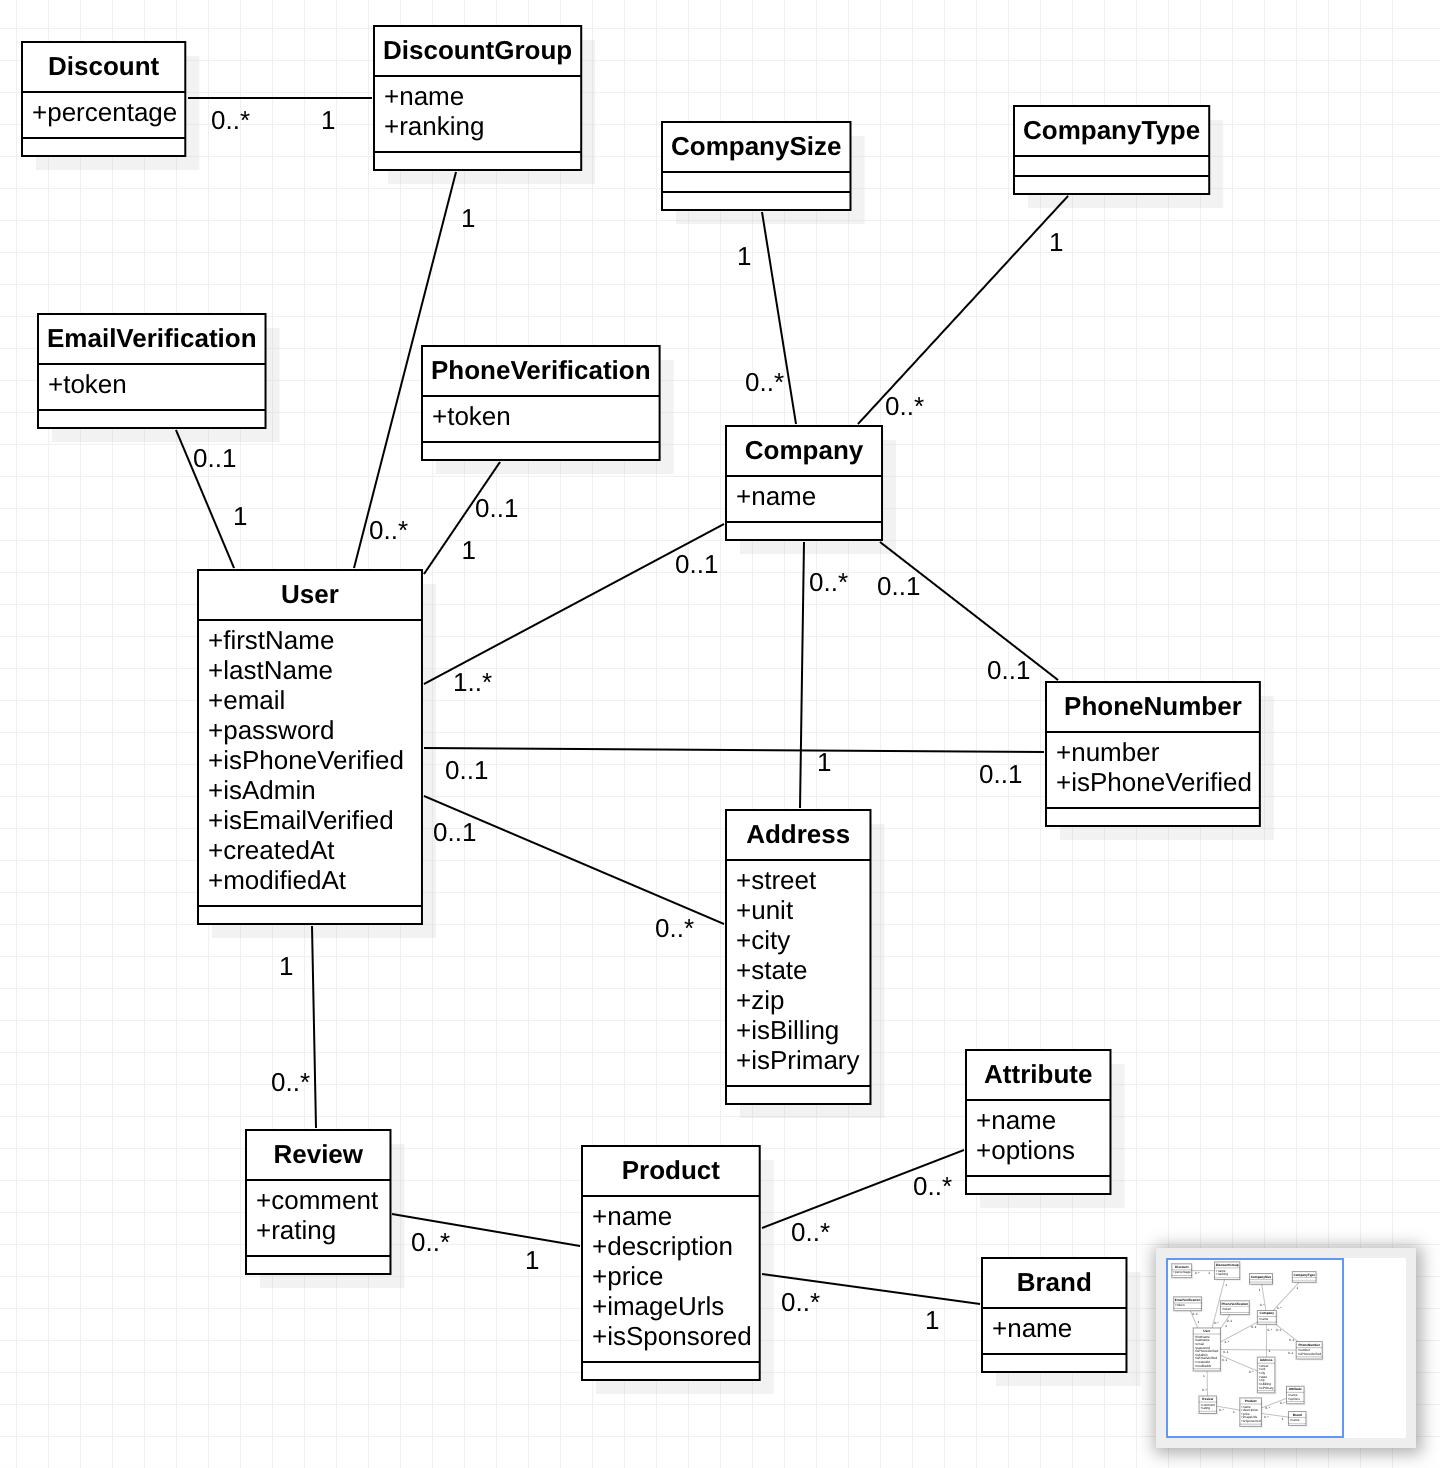 Discount
+percentage
0..*
1
DiscountGroup
+name
+ranking
1
CompanySize
1
CompanyType
1
EmailVerification
+token
0..1
1
PhoneVerification
+token
0..1
1
0..*
0..*
0..*
Company
+name
0..1
0..*
0..1
User
+firstName
+lastName
+email
+password
+isPhoneVerified
+isAdmin
+isEmailVerified
+createdAt
+modifiedAt
1..*
0..1
0..1
0..1
PhoneNumber
+number
+isPhoneVerified
0..1
1
Address
+street
+unit
+city
+state
+zip
+isBilling
+isPrimary
0..*
1
0..*
Review
+comment
+rating
0..*
1
Product
+name
+description
+price
+imageUrls
+isSponsored
0..*
0..*
Attribute
+name
+options
0..*
1
Brand
+name